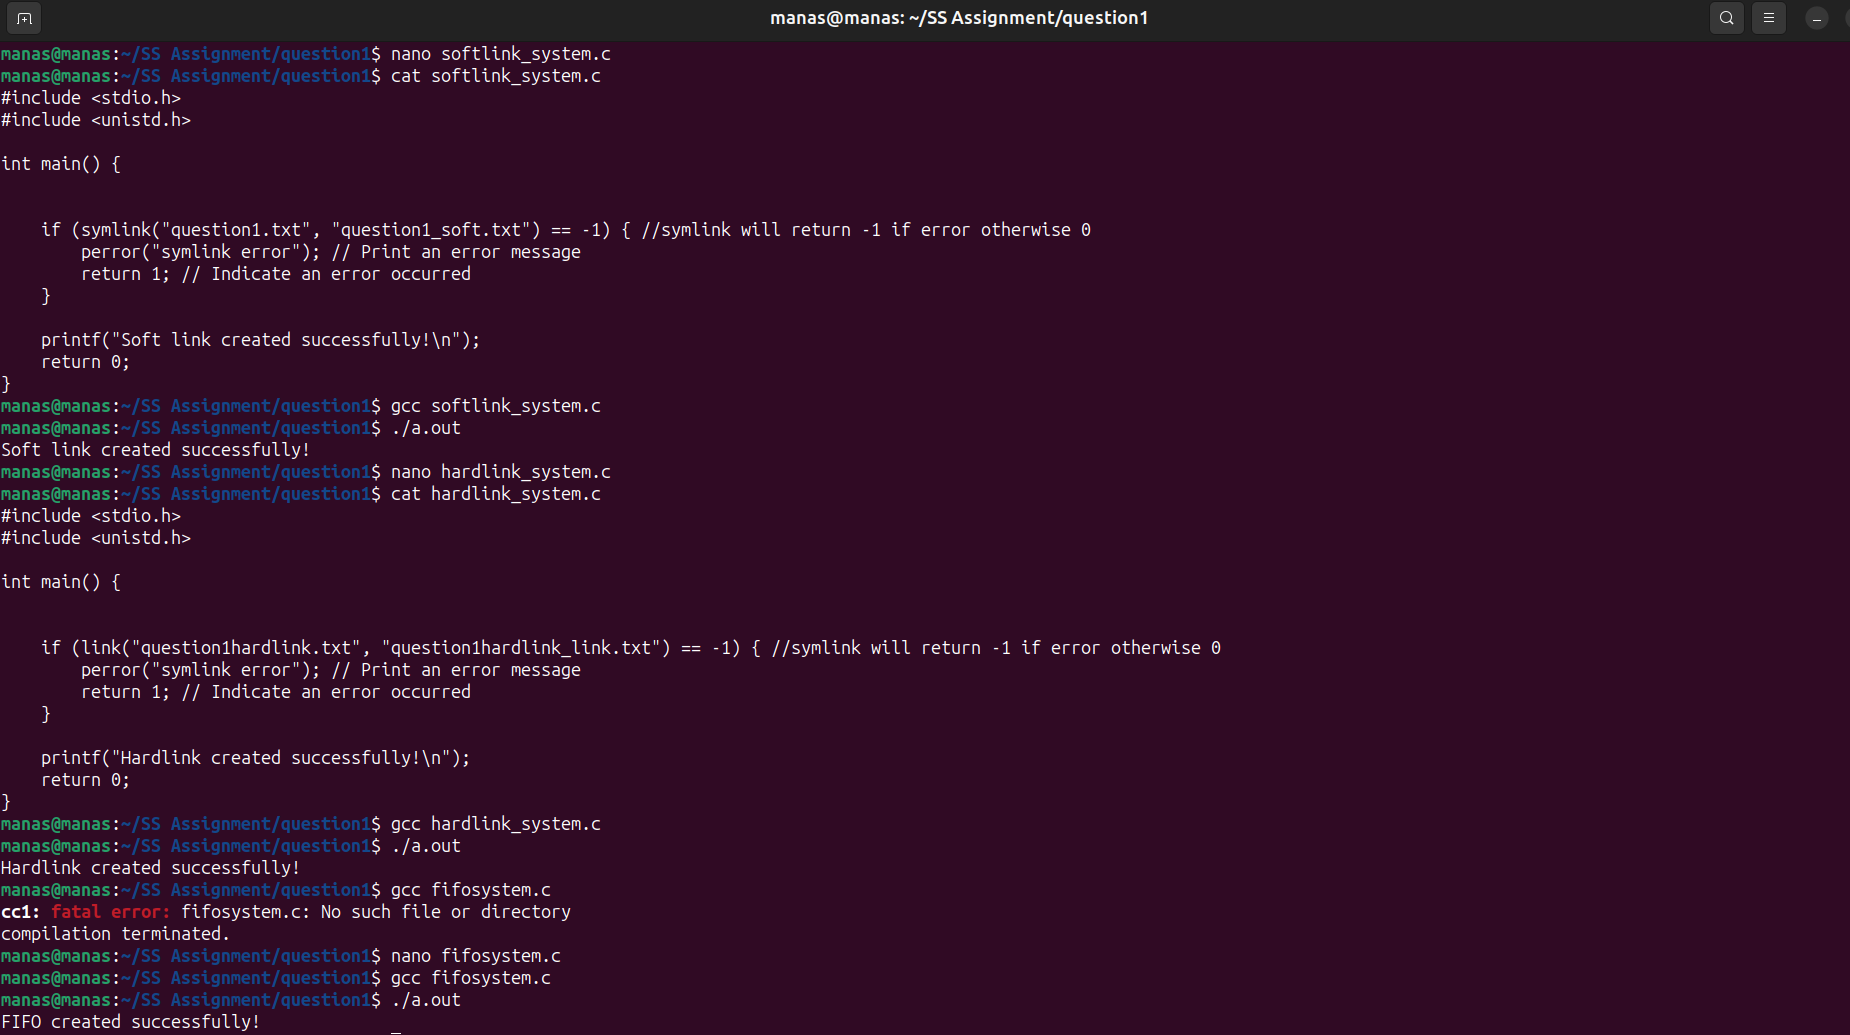 manas@manas: ~/SS Assignment/question1
manas@manas:~/SS Assignment/question1$ nano softlink_system.c
manas@manas:~/SS Assignment/question1$ cat softlink_system.c
#include <stdio.h>
#include <unistd.h>
int main() {
    if (symlink("question1.txt", "question1_soft.txt") == -1) { //symlink will return -1 if error otherwise 0
        perror("symlink error"); // Print an error message
        return 1; // Indicate an error occurred
    }
    printf("Soft link created successfully!\n");
    return 0;
}
manas@manas:~/SS Assignment/question1$ gcc softlink_system.c
manas@manas:~/SS Assignment/question1$ ./a.out
Soft link created successfully!
manas@manas:~/SS Assignment/question1$ nano hardlink_system.c
manas@manas:~/SS Assignment/question1$ cat hardlink_system.c
#include <stdio.h>
#include <unistd.h>
int main() {
    if (link("question1hardlink.txt", "question1hardlink_link.txt") == -1) { //symlink will return -1 if error otherwise 0
        perror("symlink error"); // Print an error message
        return 1; // Indicate an error occurred
    }
    printf("Hardlink created successfully!\n");
    return 0;
}
manas@manas:~/SS Assignment/question1$ gcc hardlink_system.c
manas@manas:~/SS Assignment/question1$ ./a.out
Hardlink created successfully!
manas@manas:~/SS Assignment/question1$ gcc fifosystem.c
cc1: fatal error: fifosystem.c: No such file or directory
compilation terminated.
manas@manas:~/SS Assignment/question1$ nano fifosystem.c
manas@manas:~/SS Assignment/question1$ gcc fifosystem.c
manas@manas:~/SS Assignment/question1$ ./a.out
FIFO created successfully!